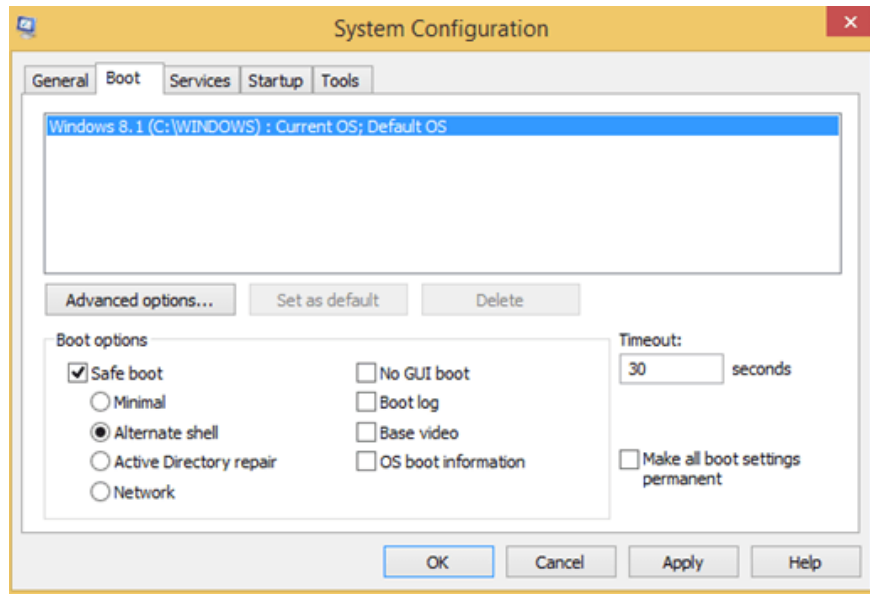 System Configuration
General Boot Services Startup Tools
Windows 8.1 (C:\WINDOWS) : Current OS; Default OS
Advanced options... Set as default Delete
Boot options
Timeout:
Safe boot
No GUI boot
30 seconds
Minimal
Boot log
Alternate shell
Base video
Active Directory repair
OS boot information
Make all boot settings
permanent
Network
OK Cancel Apply Help